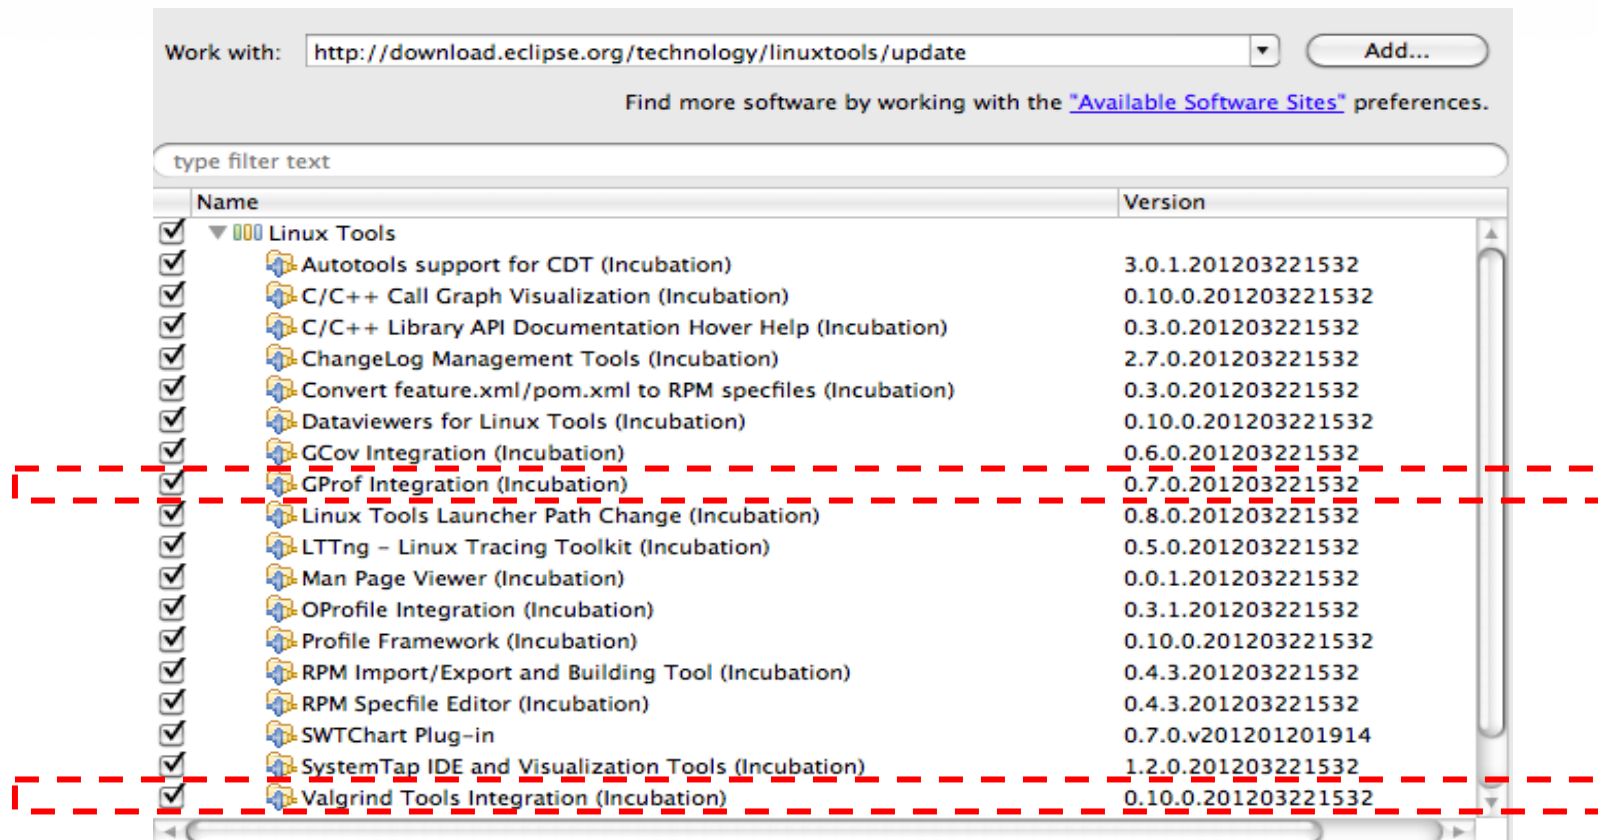 Work with: http://download.eclipse.org/technology/linuxtools/update Add...
Find more software by working with the "Available Software Sites" preferences.
type filter text
Name Version
Linux Tools
Autotools support for CDT (Incubation) 3.0.1.201203221532
C/C++ Call Graph Visualization (Incubation) 0.10.0.201203221532
C/C++ Library API Documentation Hover Help (Incubation) 0.3.0.201203221532
ChangeLog Management Tools (Incubation) 2.7.0.201203221532
Convert feature.xml/pom.xml to RPM specfiles (Incubation) 0.3.0.201203221532
Dataviewers for Linux Tools (Incubation) 0.10.0.201203221532
GCov Integration (Incubation) 0.6.0.201203221532
GProf Integration (Incubation) 0.7.0.201203221532
Linux Tools Launcher Path Change (Incubation) 0.8.0.201203221532
LTTng – Linux Tracing Toolkit (Incubation) 0.5.0.201203221532
Man Page Viewer (Incubation) 0.0.1.201203221532
OProfile Integration (Incubation) 0.3.1.201203221532
Profile Framework (Incubation) 0.10.0.201203221532
RPM Import/Export and Building Tool (Incubation) 0.4.3.201203221532
RPM Specfile Editor (Incubation) 0.4.3.201203221532
SWTChart Plug-in 0.7.0.v201201201914
SystemTap IDE and Visualization Tools (Incubation) 1.2.0.201203221532
Valgrind Tools Integration (Incubation) 0.10.0.201203221532